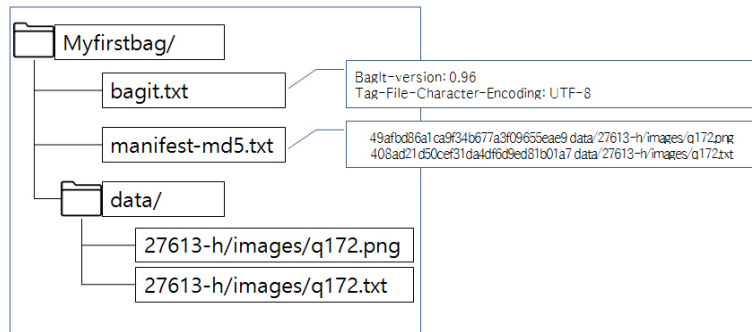 Myfirstbag/
bagit.txt
BagIt-version: 0.96
Tag-File-Character-Encoding: UTF-8
manifest-md5.txt
49afbd86a1ca9f34b677a3f09655eae9 data/27613-h/images/q172.png
408ad21d50cef31da4df6d9ed81b01a7 data/27613-h/images/q172.txt
data/
27613-h/images/q172.png
27613-h/images/q172.txt